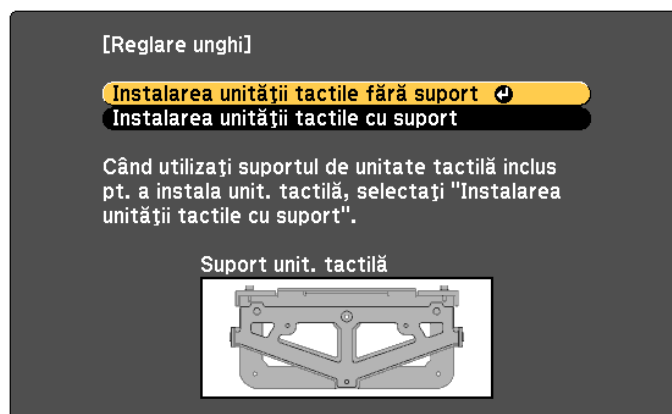 [Reglare unghi]
Instalarea unităţii tactile fără suport
Instalarea unităţii tactile cu suport
Când utilizaţi suportul de unitate tactilă inclus
pt. a instala unit. tactilă, selectaţi "Instalarea
unităţii tactile cu suport".
Suport unit. tactilă